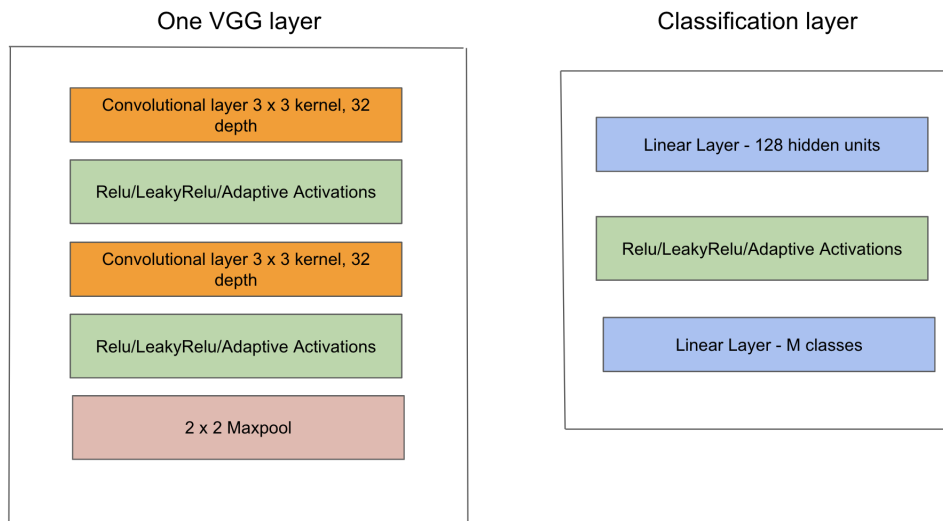 One VGG layer
Convolutional layer 3 x 3 kernel, 32
depth
Relu/LeakyRelu/Adaptive Activations
Convolutional layer 3 x 3 kernel, 32
depth
Relu/LeakyRelu/Adaptive Activations
2 x 2 Maxpool
Classification layer
Linear Layer - 128 hidden units
Relu/LeakyRelu/Adaptive Activations
Linear Layer - M classes